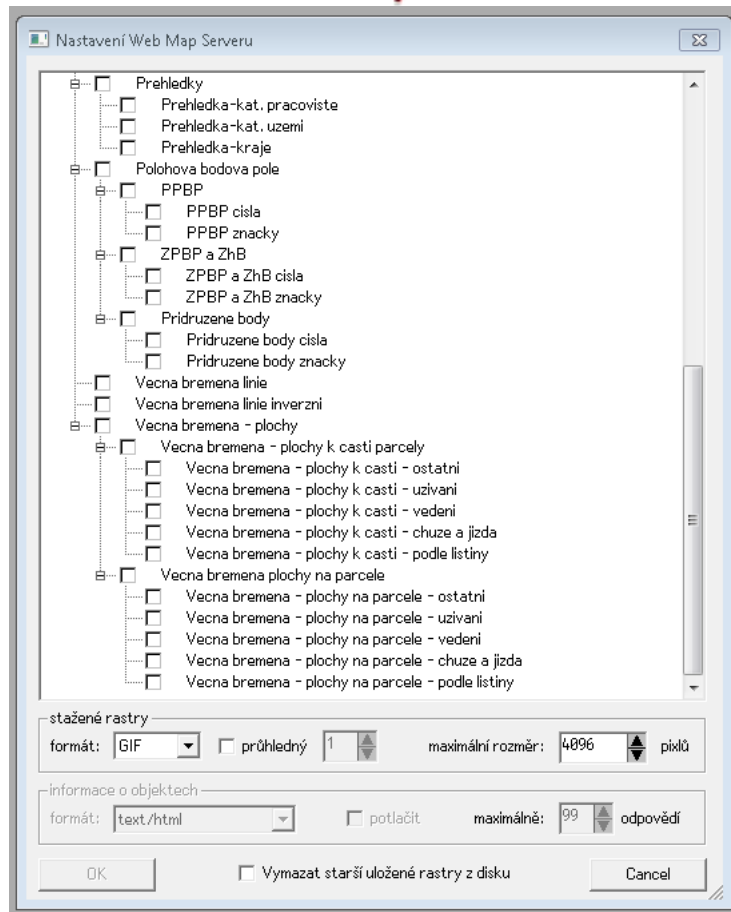 Nastavení Web Map Serveru
Prehledky
Prehledka-kat. pracoviste
Prehledka-kat. uzemi
Prehledka-kraje
Polohova bodova pole
PPBP
PPBP cisla
PPBP znacky
ZPBP a ZhB
ZPBP a ZhB cisla
ZPBP a ZhB znacky
Pridruzene body
Pridruzene body cisla
Pridruzene body znacky
Vecna bremena linie
Vecna bremena linie inverzni
Vecna bremena - plochy
Vecna bremena - plochy k casti parcely
Vecna bremena - plochy k casti - ostatni
Vecna bremena - plochy k casti - uzivani
Vecna bremena - plochy k casti - vedeni
Vecna bremena - plochy k casti - chuze a jizda
Vecna bremena - plochy k casti - podle listiny
Vecna bremena plochy na parcele
Vecna bremena - plochy na parcele - ostatni
Vecna bremena - plochy na parcele - uzivani
Vecna bremena - plochy na parcele - vedeni
Vecna bremena - plochy na parcele - chuze a jizda
Vecna bremena - plochy na parcele - podle listiny
stažené rastry
formát: GIF průhledný 1 maximální rozměr: 4096 pixlů
informace o objektech
formát: text/html potlačit maximálně: 99 odpovědí
OK Vymazat starší uložené rastry z disku Cancel